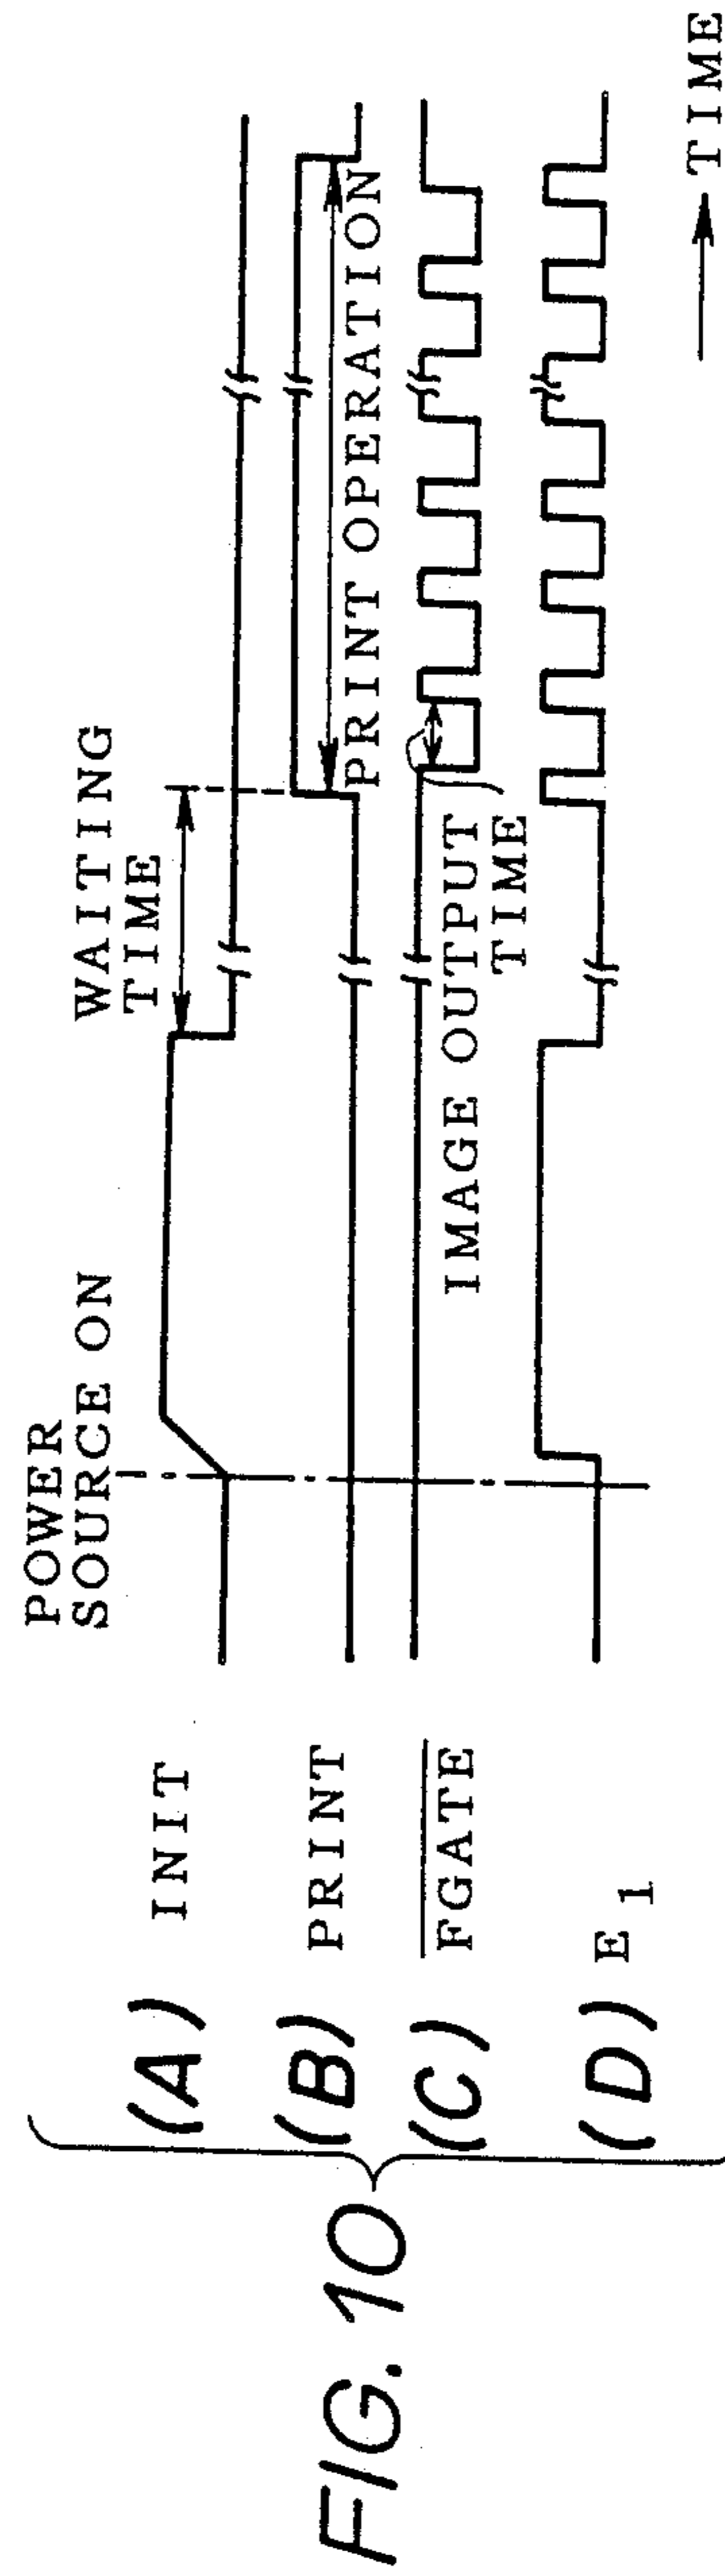 FIG. 10
(A) INIT
(B) PRINT
(C) FGATE
(D) E1
POWER
SOURCE ON
WAITING
TIME
PRINT OPERATION
IMAGE OUTPUT
TIME
TIME